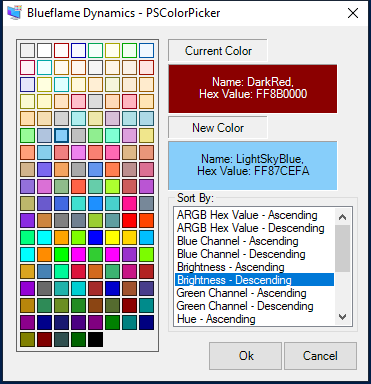 Blueflame Dynamics - PSColorPicker
Current Color
Name: DarkRed,
Hex Value: FF8B0000
New Color
Name: LightSkyBlue,
Hex Value: FF87CEFA
Sort By:
ARGB Hex Value - Ascending
ARGB Hex Value - Descending
Blue Channel - Ascending
Blue Channel - Descending
Brightness - Ascending
Brightness - Descending
Green Channel - Ascending
Green Channel - Descending
Hue - Ascending
Ok
Cancel